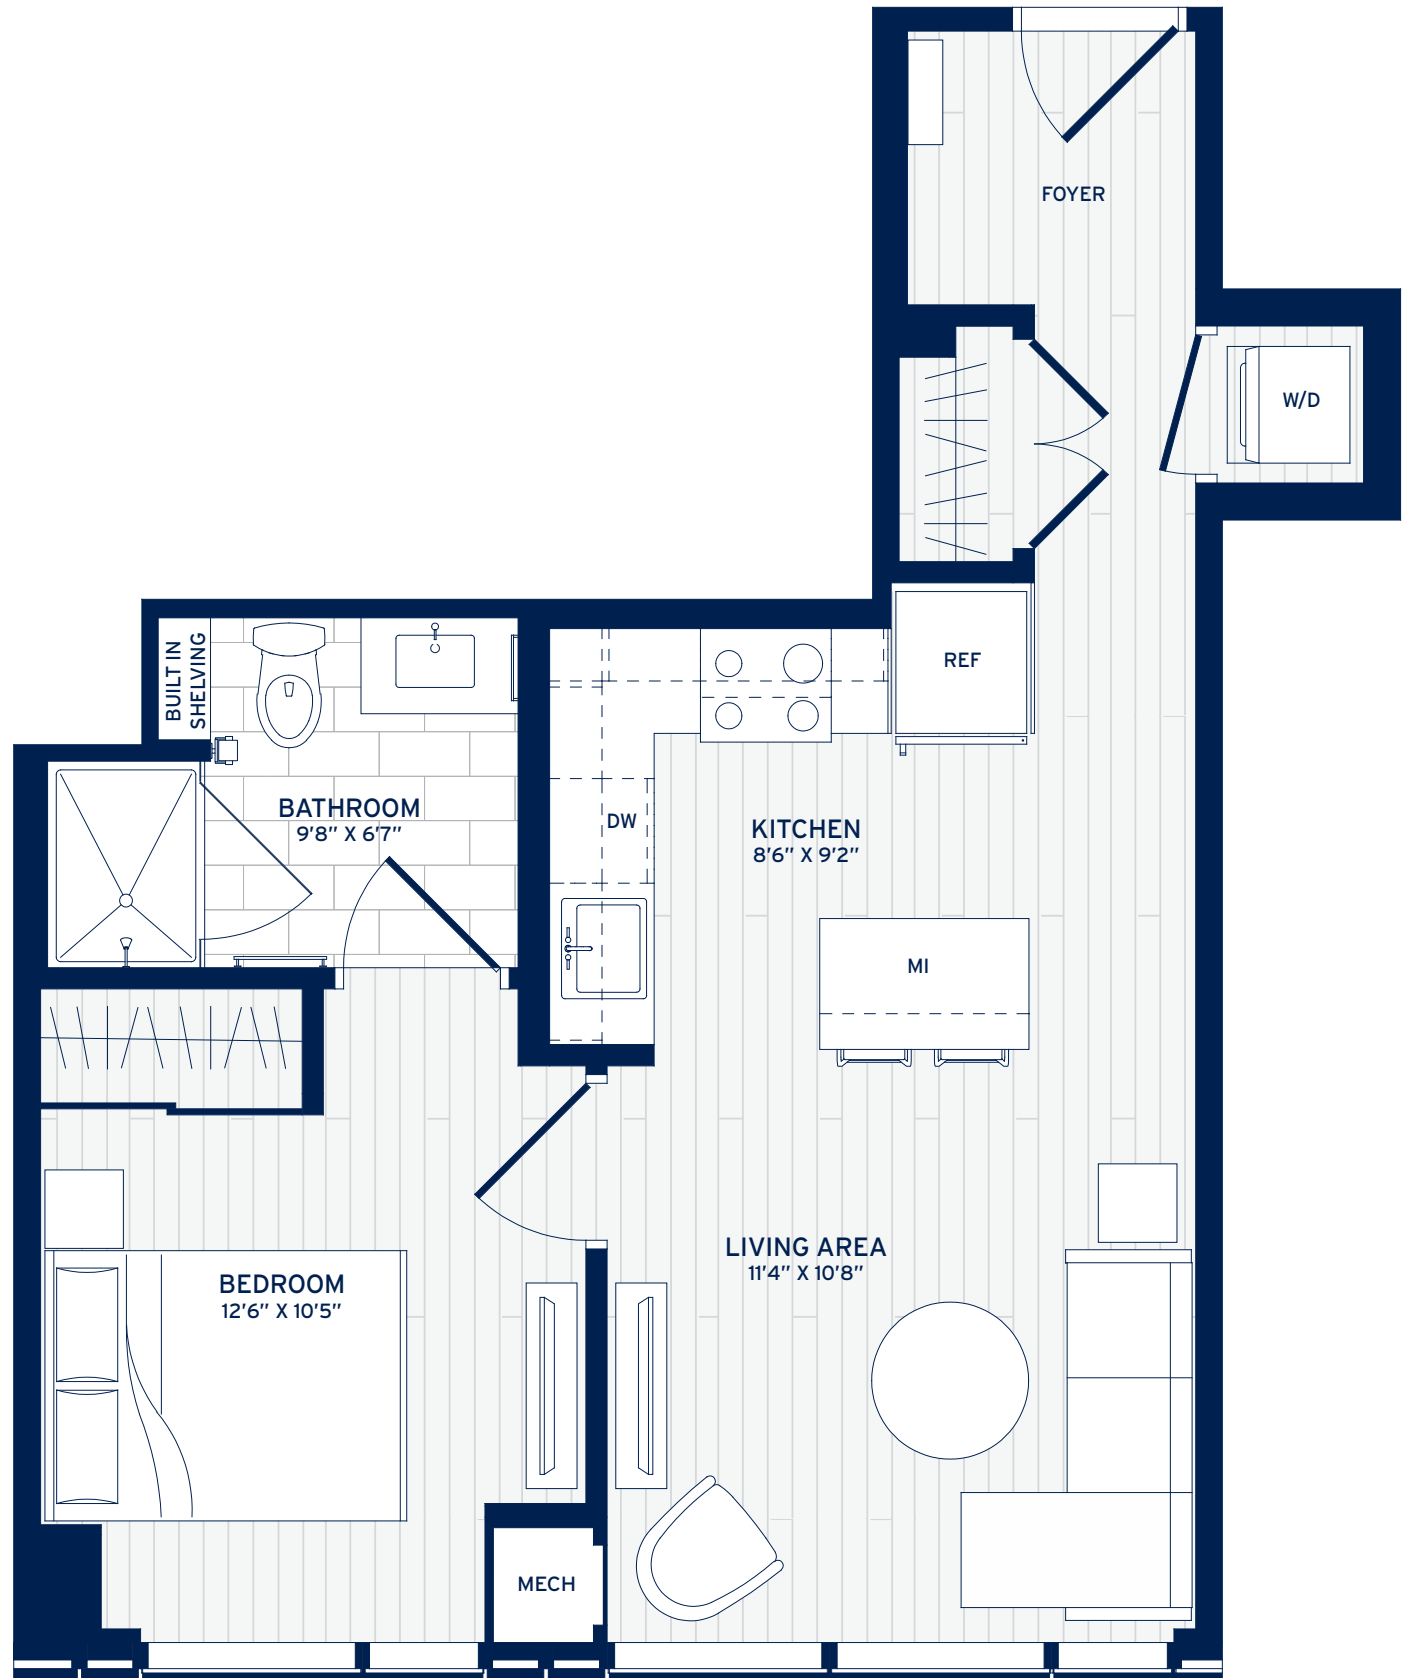 FOYER
W/D
BUILT IN
SHELVING
REF
BATHROOM
9'8" X 6'7"
DW
KITCHEN
8'6" X 9'2"
MI
LIVING AREA
11'4" X 10'8"
BEDROOM
12'6" X 10'5"
MECH